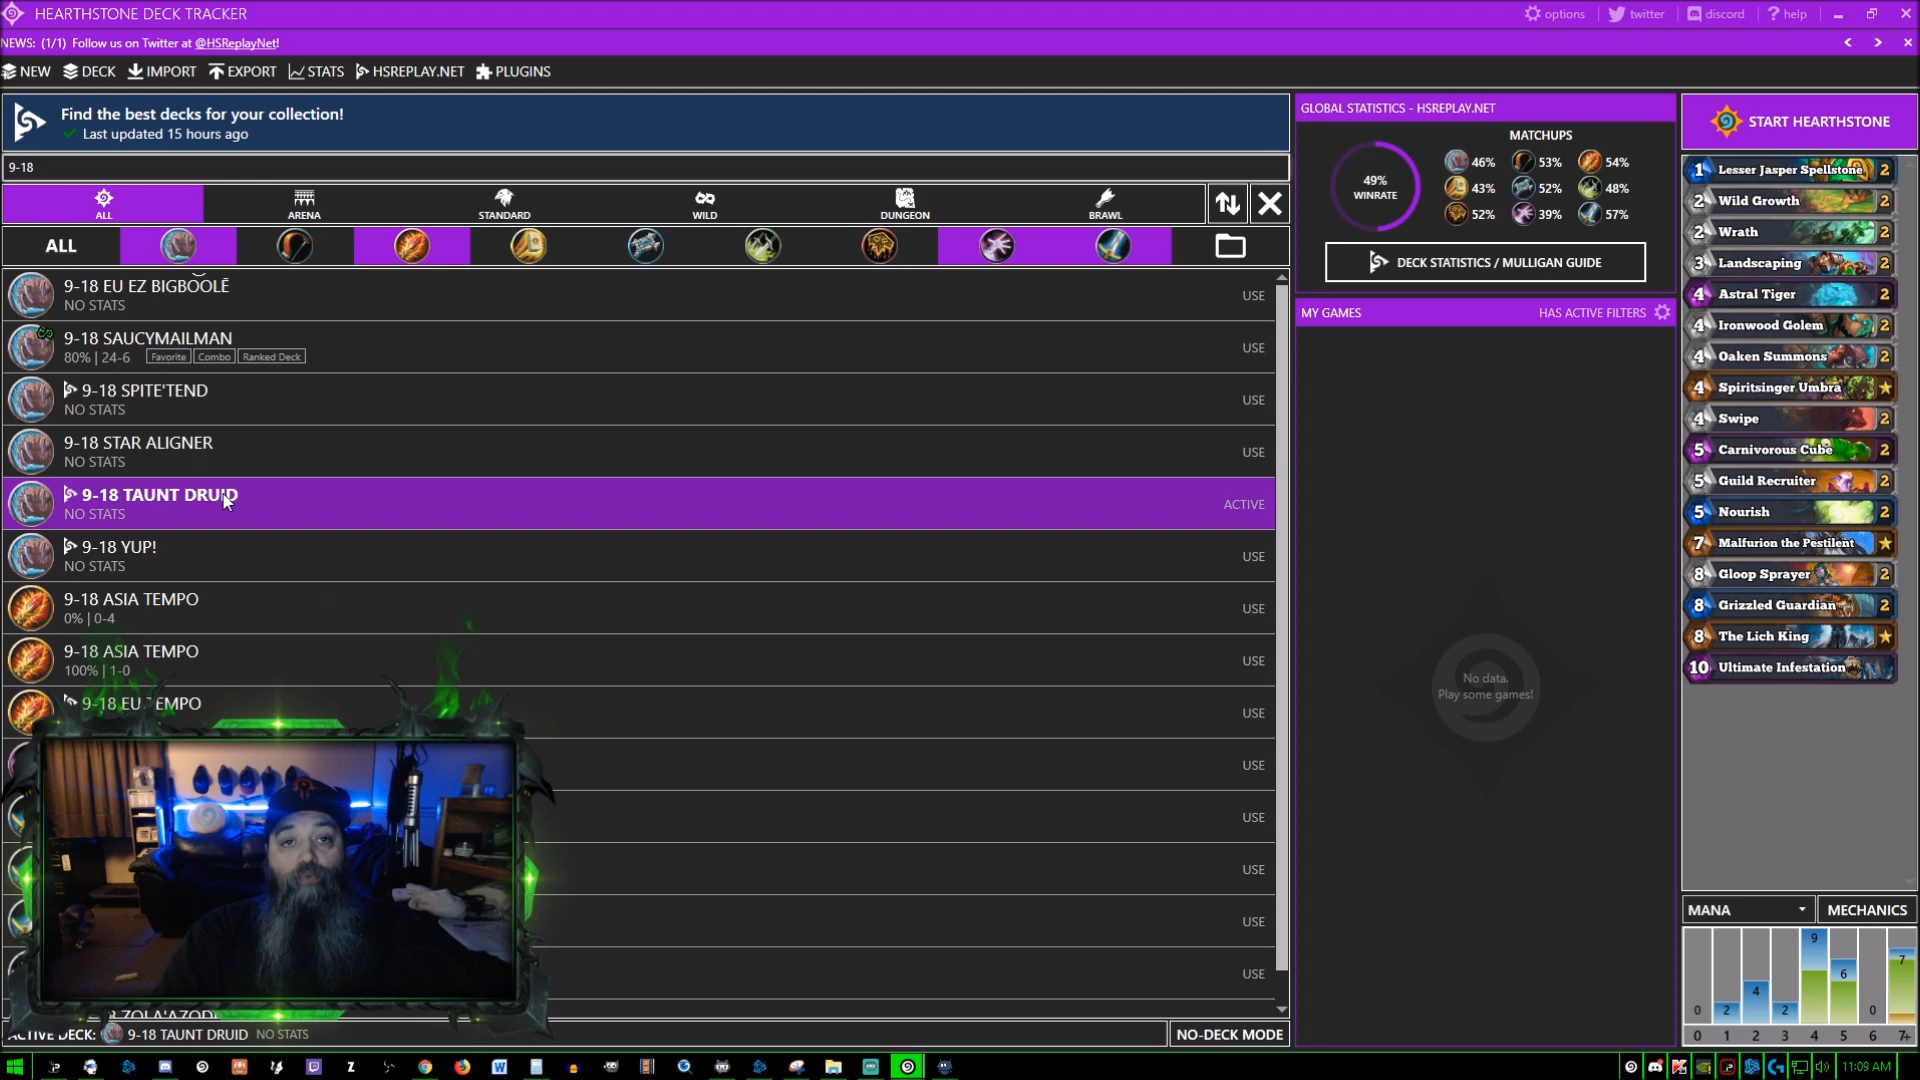 HEARTHSTONE DECK TRACKER
options
twitter
discord
? help
NEWS: (1/1) Follow us on Twitter at @HSReplayNet!
NEW
DECK
IMPORT
EXPORT
STATS
HSREPLAY.NET
PLUGINS
Find the best decks for your collection!
Last updated 15 hours ago
9-18
ALL
ARENA
STANDARD
WILD
DUNGEON
BRAWL
ALL
9-18 EU EZ BIGBOOLE
NO STATS
USE
9-18 SAUCYMAILMAN
80% | 24-6 Favorite Combo Ranked Deck
USE
9-18 SPITE'TEND
NO STATS
USE
9-18 STAR ALIGNER
NO STATS
USE
9-18 TAUNT DRUID
NO STATS
ACTIVE
9-18 YUP!
NO STATS
USE
9-18 ASIA TEMPO
0% | 0-4
USE
9-18 ASIA TEMPO
100% | 1-0
USE
9-18 EU TEMPO
USE
USE
USE
USE
USE
USE
ACTIVE DECK: 9-18 TAUNT DRUID NO STATS
NO-DECK MODE
GLOBAL STATISTICS - HSREPLAY.NET
49%
WINRATE
MATCHUPS
46% 53% 54%
43% 52% 48%
52% 39% 57%
DECK STATISTICS / MULLIGAN GUIDE
MY GAMES
HAS ACTIVE FILTERS
No data.
Play some games!
START HEARTHSTONE
1 Lesser Jasper Spellstone 2
2 Wild Growth 2
2 Wrath 2
3 Landscaping 2
4 Astral Tiger 2
4 Ironwood Golem 2
4 Oaken Summons 2
4 Spiritsinger Umbra
4 Swipe 2
5 Carnivorous Cube 2
5 Guild Recruiter 2
5 Nourish 2
7 Malfurion the Pestilent
8 Gloop Sprayer 2
8 Grizzled Guardian 2
8 The Lich King
10 Ultimate Infestation
MANA
MECHANICS
0 2 4 2 9 6 0 7
0 1 2 3 4 5 6 7+
11:09 AM